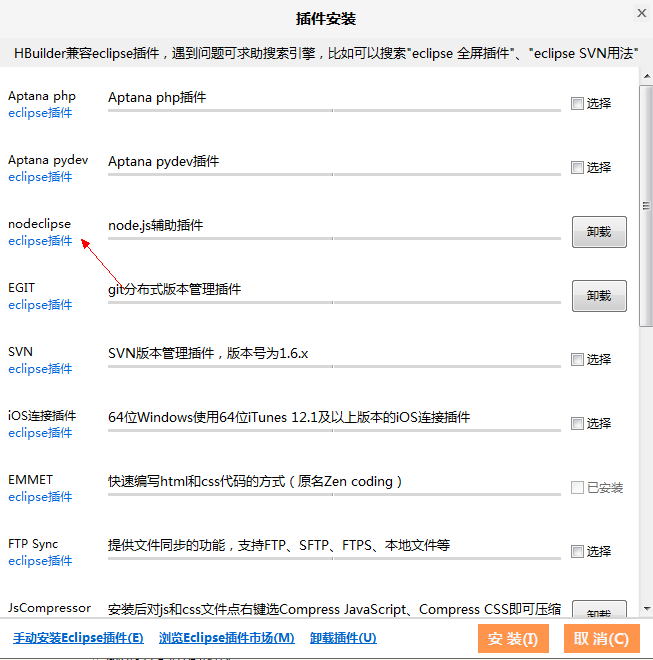 插件安装
HBuilder兼容eclipse插件，遇到问题可求助搜索引擎，比如可以搜索"eclipse 全屏插件"、"eclipse SVN用法"
Aptana php
eclipse插件
Aptana php插件
选择
Aptana pydev
eclipse插件
Aptana pydev插件
选择
nodeclipse
eclipse插件
node.js辅助插件
卸载
EGIT
eclipse插件
git分布式版本管理插件
卸载
SVN
eclipse插件
SVN版本管理插件，版本号为1.6.x
选择
iOS连接插件
eclipse插件
64位Windows使用64位iTunes 12.1及以上版本的iOS连接插件
选择
EMMET
eclipse插件
快速编写html和css代码的方式（原名Zen coding）
已安装
FTP Sync
eclipse插件
提供文件同步的功能，支持FTP、SFTP、FTPS、本地文件等
选择
JsCompressor
安装后对js和css文件点右键选Compress JavaScript、Compress CSS即可压缩
卸载
手动安装Eclipse插件(E) 浏览Eclipse插件市场(M) 卸载插件(U)
安 装(I) 取 消(C)